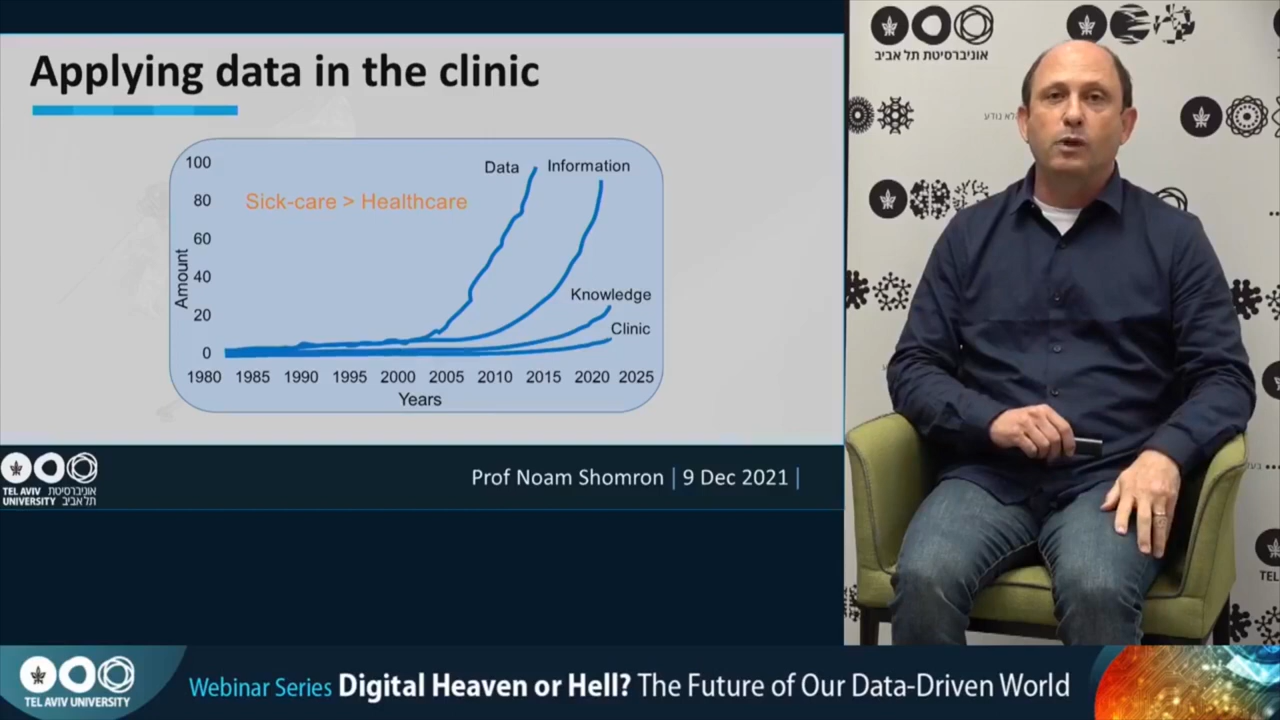 Applying data in the clinic
100
80
60
40
20
0
Amount
Sick-care > Healthcare
Data
Information
Knowledge
Clinic
1980 1985 1990 1995 2000 2005 2010 2015 2020 2025
Years
TEL AVIV אוניברסיטת
UNIVERSITY תל אביב
Prof Noam Shomron | 9 Dec 2021 |
אוניברסיטת תל אביב
TEL AVIV UNIVERSITY
Webinar Series Digital Heaven or Hell? The Future of Our Data-Driven World